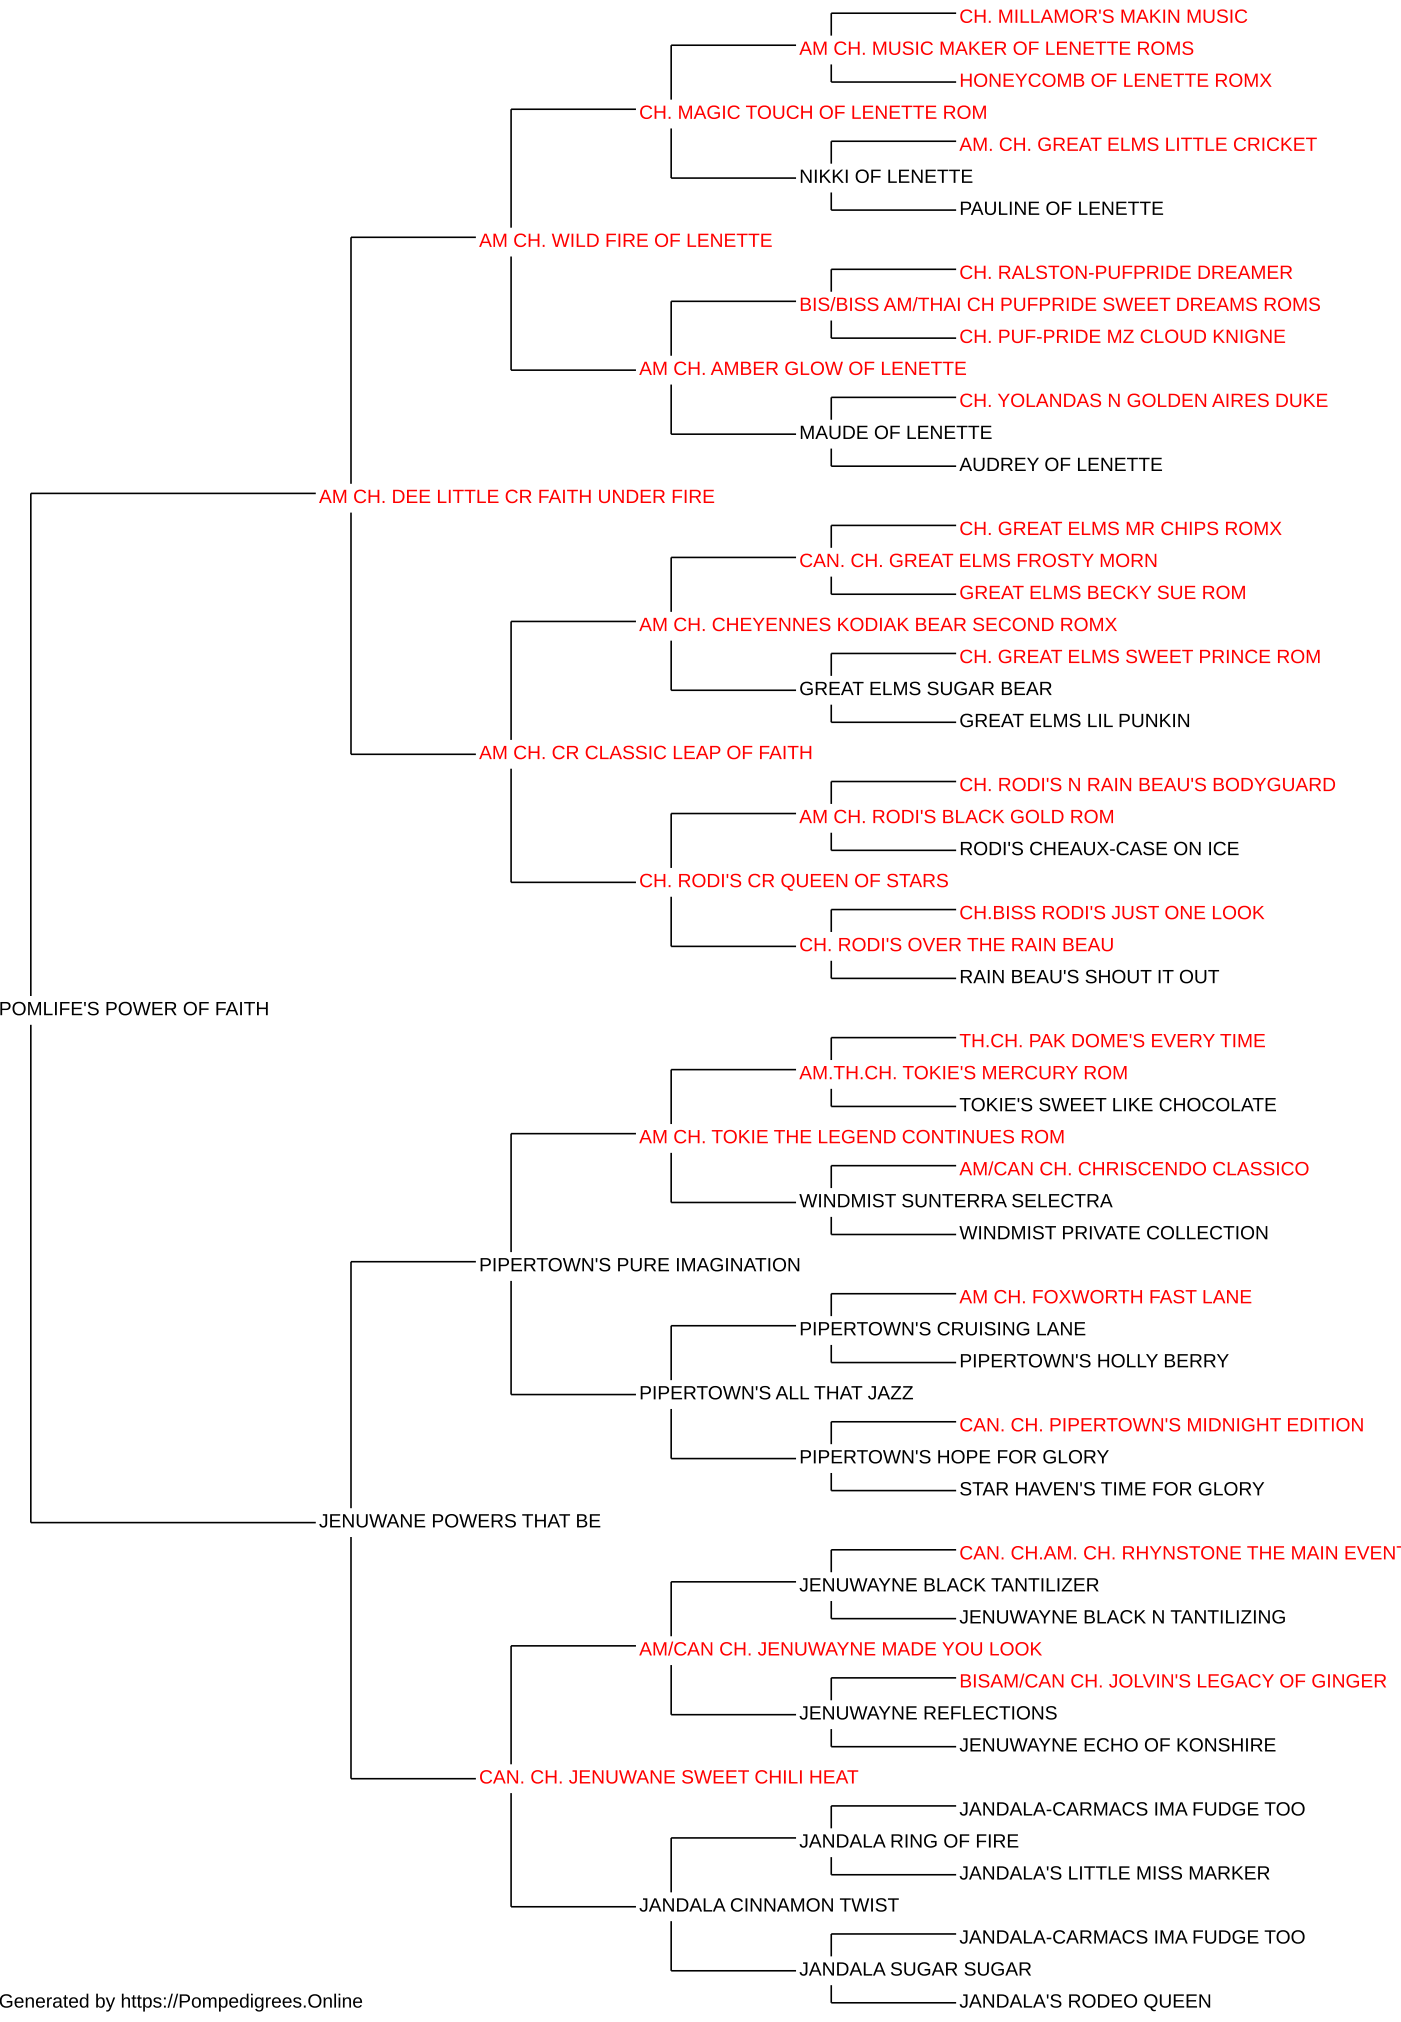 CH. MILLAMOR'S MAKIN MUSIC
AM CH. MUSIC MAKER OF LENETTE ROMS
HONEYCOMB OF LENETTE ROMX
CH. MAGIC TOUCH OF LENETTE ROM
AM. CH. GREAT ELMS LITTLE CRICKET
NIKKI OF LENETTE
PAULINE OF LENETTE
AM CH. WILD FIRE OF LENETTE
CH. RALSTON-PUFPRIDE DREAMER
BIS/BISS AM/THAI CH PUFPRIDE SWEET DREAMS ROMS
CH. PUF-PRIDE MZ CLOUD KNIGNE
AM CH. AMBER GLOW OF LENETTE
CH. YOLANDAS N GOLDEN AIRES DUKE
MAUDE OF LENETTE
AUDREY OF LENETTE
AM CH. DEE LITTLE CR FAITH UNDER FIRE
CH. GREAT ELMS MR CHIPS ROMX
CAN. CH. GREAT ELMS FROSTY MORN
GREAT ELMS BECKY SUE ROM
AM CH. CHEYENNES KODIAK BEAR SECOND ROMX
CH. GREAT ELMS SWEET PRINCE ROM
GREAT ELMS SUGAR BEAR
GREAT ELMS LIL PUNKIN
AM CH. CR CLASSIC LEAP OF FAITH
CH. RODI'S N RAIN BEAU'S BODYGUARD
AM CH. RODI'S BLACK GOLD ROM
RODI'S CHEAUX-CASE ON ICE
CH. RODI'S CR QUEEN OF STARS
CH.BISS RODI'S JUST ONE LOOK
CH. RODI'S OVER THE RAIN BEAU
RAIN BEAU'S SHOUT IT OUT
POMLIFE'S POWER OF FAITH
TH.CH. PAK DOME'S EVERY TIME
AM.TH.CH. TOKIE'S MERCURY ROM
TOKIE'S SWEET LIKE CHOCOLATE
AM CH. TOKIE THE LEGEND CONTINUES ROM
AM/CAN CH. CHRISCENDO CLASSICO
WINDMIST SUNTERRA SELECTRA
WINDMIST PRIVATE COLLECTION
PIPERTOWN'S PURE IMAGINATION
AM CH. FOXWORTH FAST LANE
PIPERTOWN'S CRUISING LANE
PIPERTOWN'S HOLLY BERRY
PIPERTOWN'S ALL THAT JAZZ
CAN. CH. PIPERTOWN'S MIDNIGHT EDITION
PIPERTOWN'S HOPE FOR GLORY
STAR HAVEN'S TIME FOR GLORY
JENUWANE POWERS THAT BE
CAN. CH.AM. CH. RHYNSTONE THE MAIN EVENT
JENUWAYNE BLACK TANTILIZER
JENUWAYNE BLACK N TANTILIZING
AM/CAN CH. JENUWAYNE MADE YOU LOOK
BISAM/CAN CH. JOLVIN'S LEGACY OF GINGER
JENUWAYNE REFLECTIONS
JENUWAYNE ECHO OF KONSHIRE
CAN. CH. JENUWANE SWEET CHILI HEAT
JANDALA-CARMACS IMA FUDGE TOO
JANDALA RING OF FIRE
JANDALA'S LITTLE MISS MARKER
JANDALA CINNAMON TWIST
JANDALA-CARMACS IMA FUDGE TOO
JANDALA SUGAR SUGAR
JANDALA'S RODEO QUEEN
Generated by https://Pompedigrees.Online